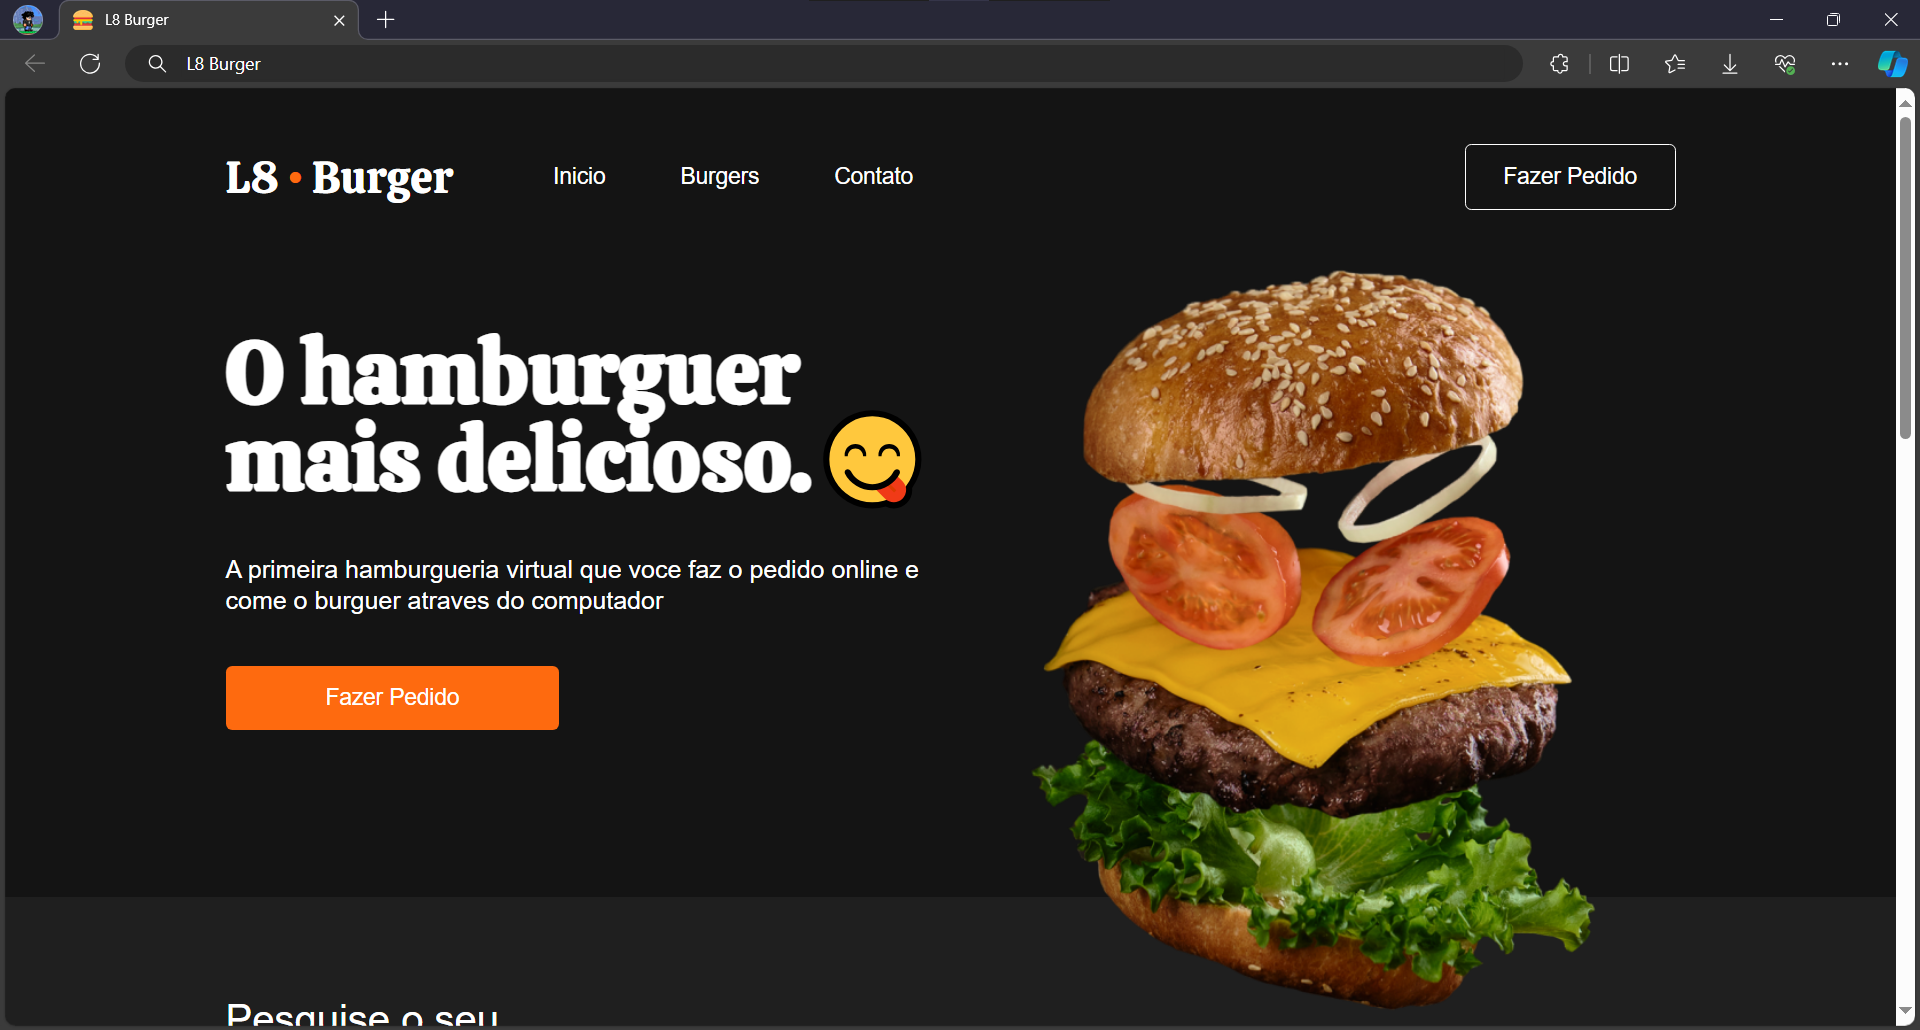 L8 Burger
L8 Burger
L8 • Burger
Inicio
Burgers
Contato
Fazer Pedido
O hamburguer
mais delicioso.
A primeira hamburgueria virtual que voce faz o pedido online e
come o burguer atraves do computador
Fazer Pedido
Pesquise o seu